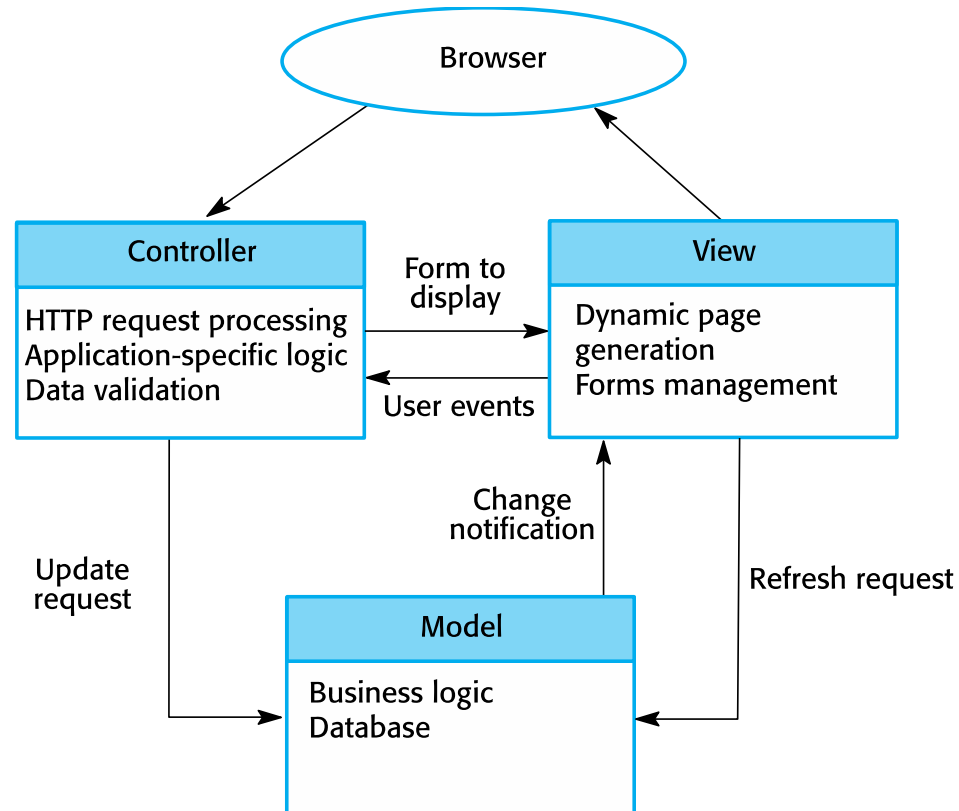 Browser
Controller
HTTP request processing
Application-specific logic
Data validation
Form to
display
User events
View
Dynamic page
generation
Forms management
Update
request
Change
notification
Refresh request
Model
Business logic
Database